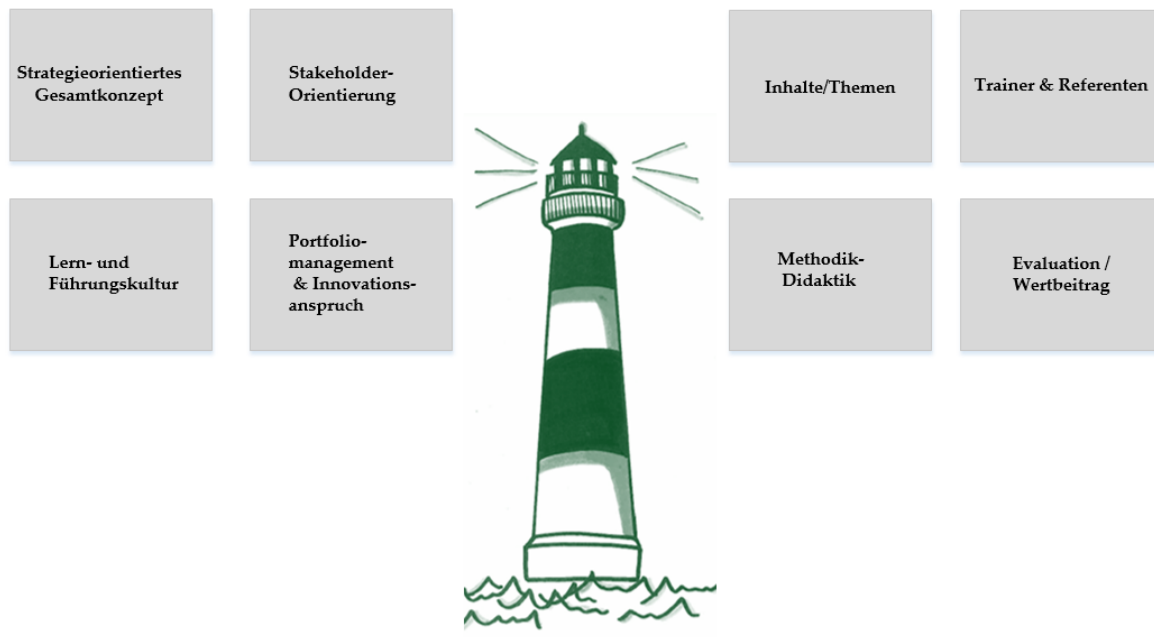 Strategieorientiertes
Gesamtkonzept
Stakeholder-
Orientierung
Inhalte/Themen
Trainer & Referenten
Lern- und
Führungskultur
Portfolio-
management
& Innovations-
anspruch
Methodik-
Didaktik
Evaluation /
Wertbeitrag